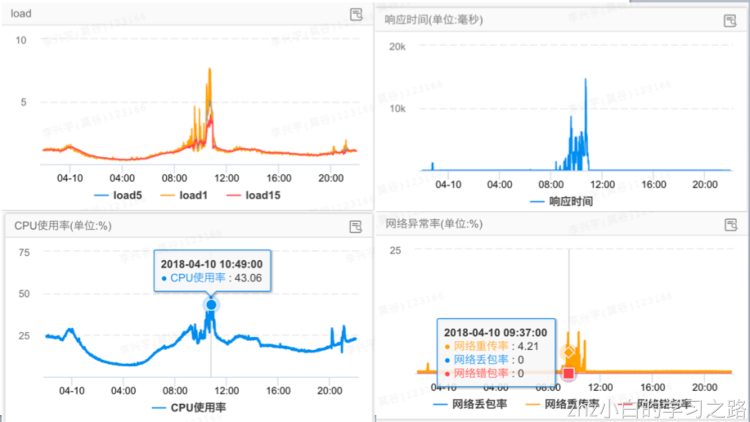 load
10
5
04-10 04:00 08:00 12:00 16:00 20:00
load5 load1 load15
响应时间(单位:毫秒)
20k
10k
04-10 04:00 08:00 12:00 16:00 20:00
响应时间
CPU使用率(单位:%)
75
50
25
2018-04-10 10:49:00
CPU使用率 : 43.06
04-10 04:00 08:00 12:00 16:00 20:00
CPU使用率
网络异常率(单位:%)
25
2018-04-10 09:37:00
网络重传率 : 4.21
网络丢包率 : 0
网络错包率 : 0
12:00 16:00 20:00
网络丢包率 网络重传率 网络错包率
znz小白的学习之路